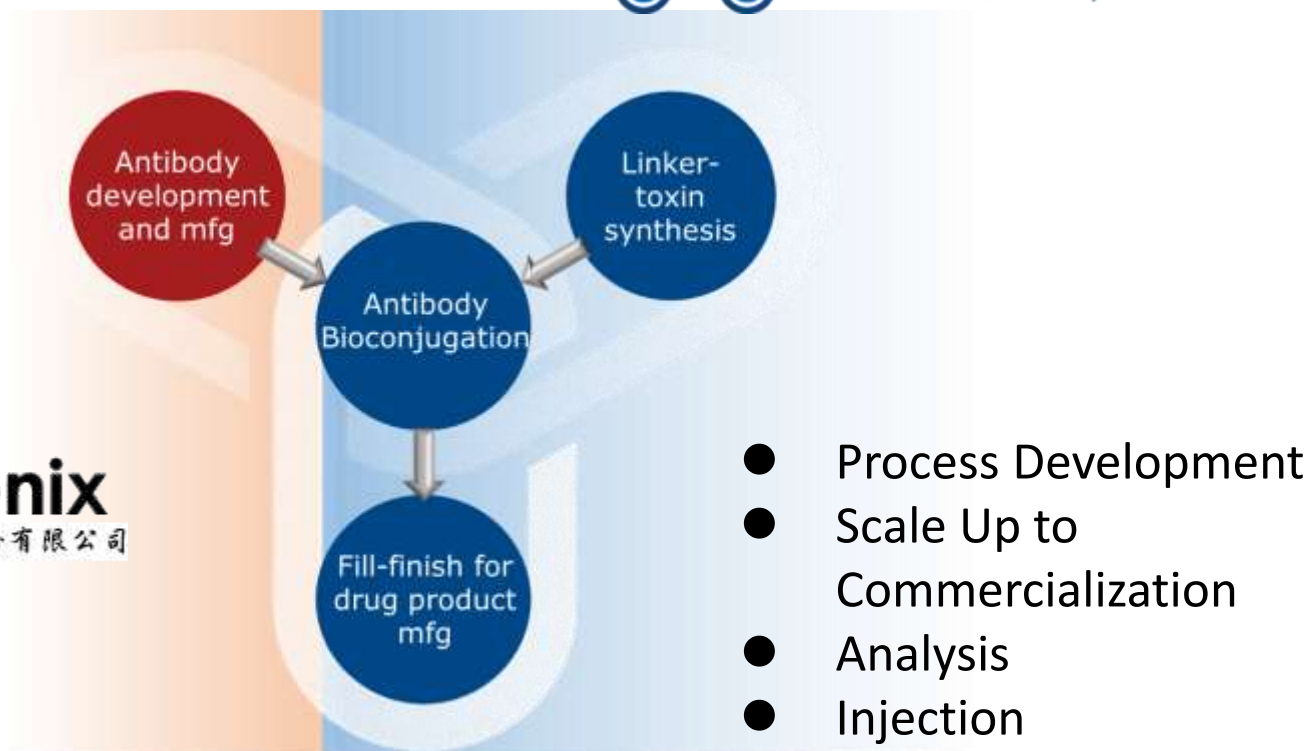 Antibody
development
and mfg
Linker-
toxin
synthesis
Antibody
Bioconjugation
nix
有限公司
Fill-finish for
drug product
mfg
● Process Development
● Scale Up to
Commercialization
● Analysis
● Injection